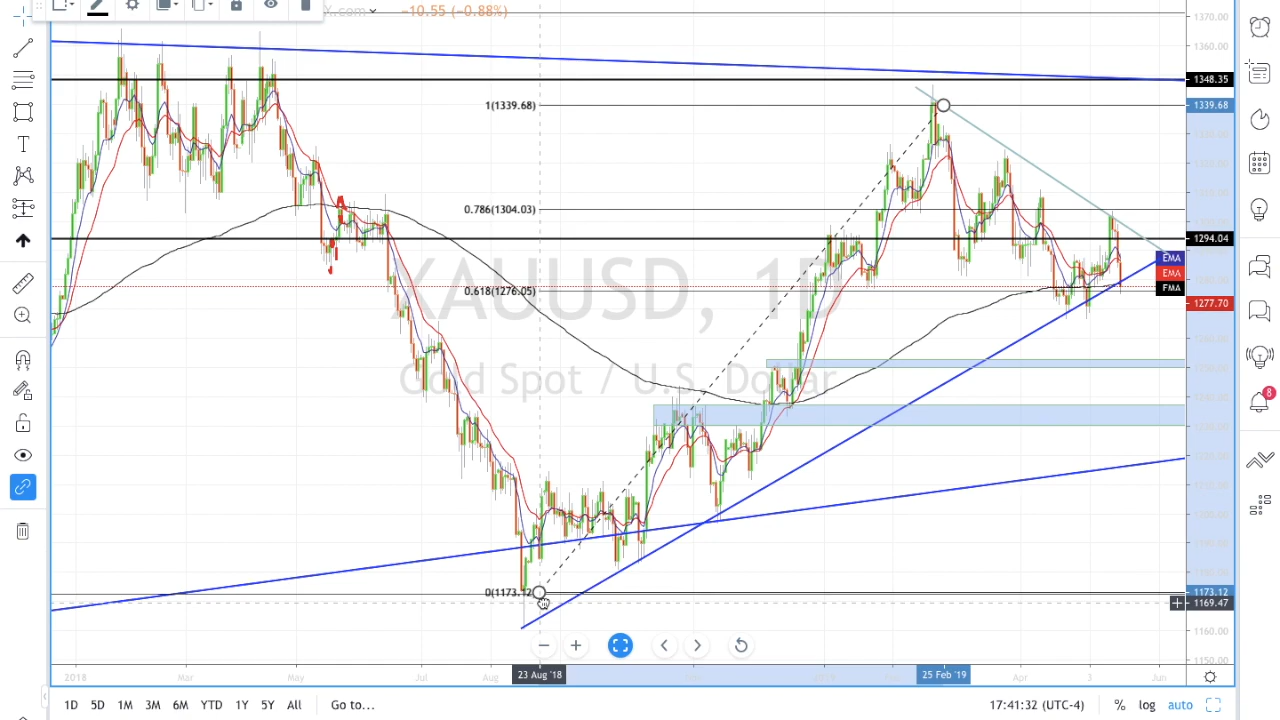 X.com −10.55 (−0.88%)
1370.00
1360.00
1348.35
1(1339.68)
1339.68
0.786(1304.03)
1294.04
XAUUSD, 1D
EMA
EMA
EMA
0.618(1276.05)
1277.70
Gold Spot / U.S. Dollar
8
0(1173.12)
1173.12
1169.47
1160.00
1150.00
2018 Mar May Jul Aug 23 Aug '18 25 Feb '19 Apr 3 Jun
1D 5D 1M 3M 6M YTD 1Y 5Y All Go to... 17:41:32 (UTC-4) % log auto